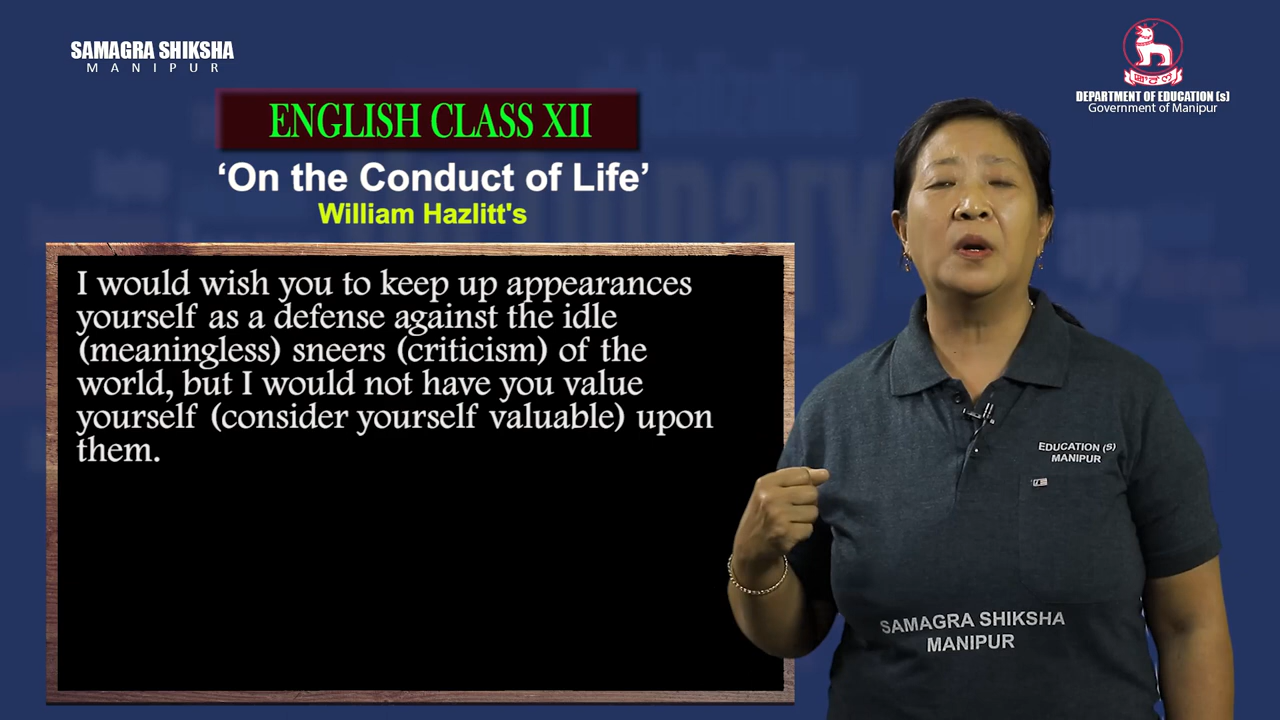 SAMAGRA SHIKSHA
MANIPUR
DEPARTMENT OF EDUCATION (s)
Government of Manipur
ENGLISH CLASS XII
‘On the Conduct of Life’
William Hazlitt's
I would wish you to keep up appearances
yourself as a defense against the idle
(meaningless) sneers (criticism) of the
world, but I would not have you value
yourself (consider yourself valuable) upon
them.
EDUCATION (S)
MANIPUR
SAMAGRA SHIKSHA
MANIPUR